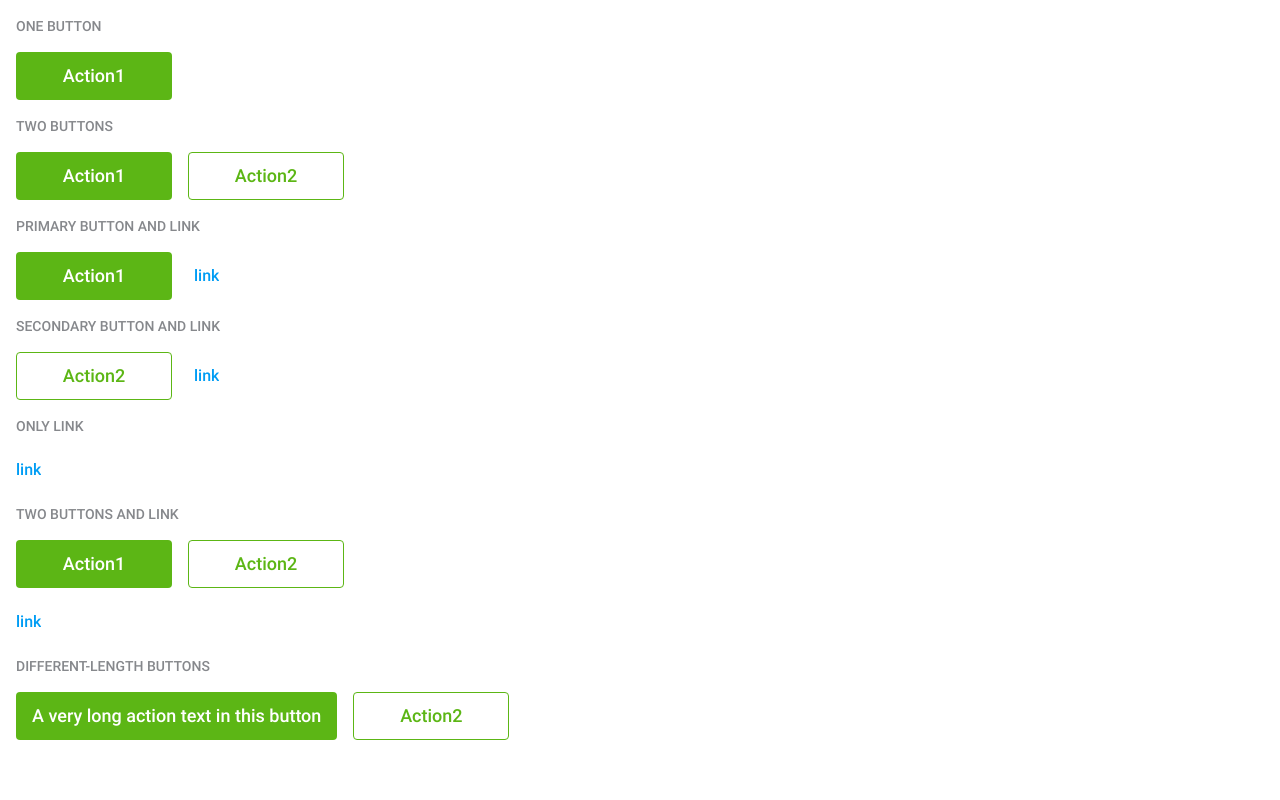 ONE BUTTON
Action1
TWO BUTTONS
Action1 Action2
PRIMARY BUTTON AND LINK
Action1 link
SECONDARY BUTTON AND LINK
Action2 link
ONLY LINK
link
TWO BUTTONS AND LINK
Action1 Action2
link
DIFFERENT-LENGTH BUTTONS
A very long action text in this button Action2